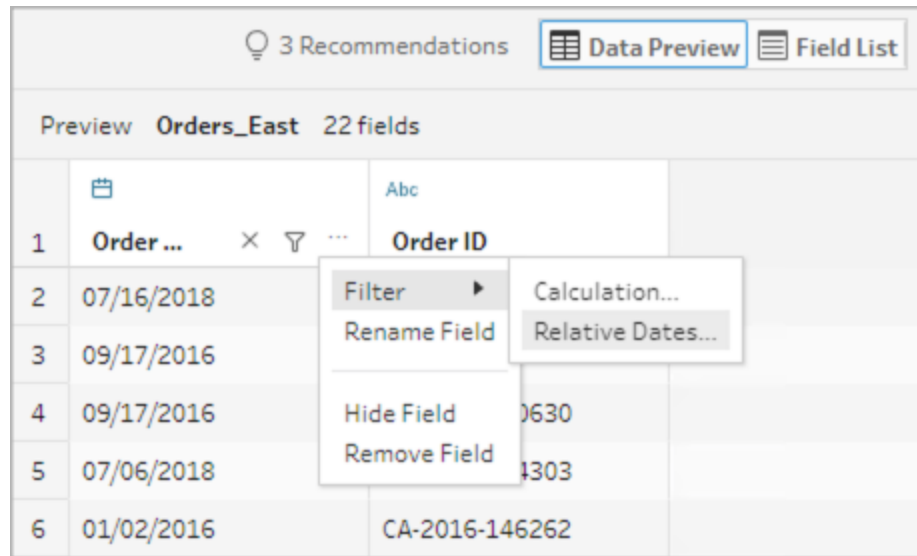 3 Recommendations Data Preview Field List
Preview Orders_East 22 fields
Abc
1 Order ... Order ID
2 07/16/2018
3 09/17/2016
4 09/17/2016 0630
5 07/06/2018 4303
6 01/02/2016 CA-2016-146262
Filter
Rename Field
Hide Field
Remove Field
Calculation...
Relative Dates...